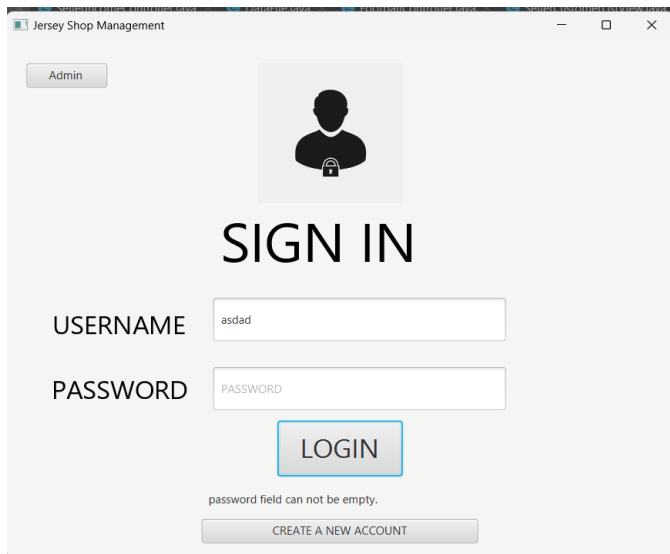 Jersey Shop Management
Admin
SIGN IN
USERNAME
asdad
PASSWORD
PASSWORD
LOGIN
password field can not be empty.
CREATE A NEW ACCOUNT